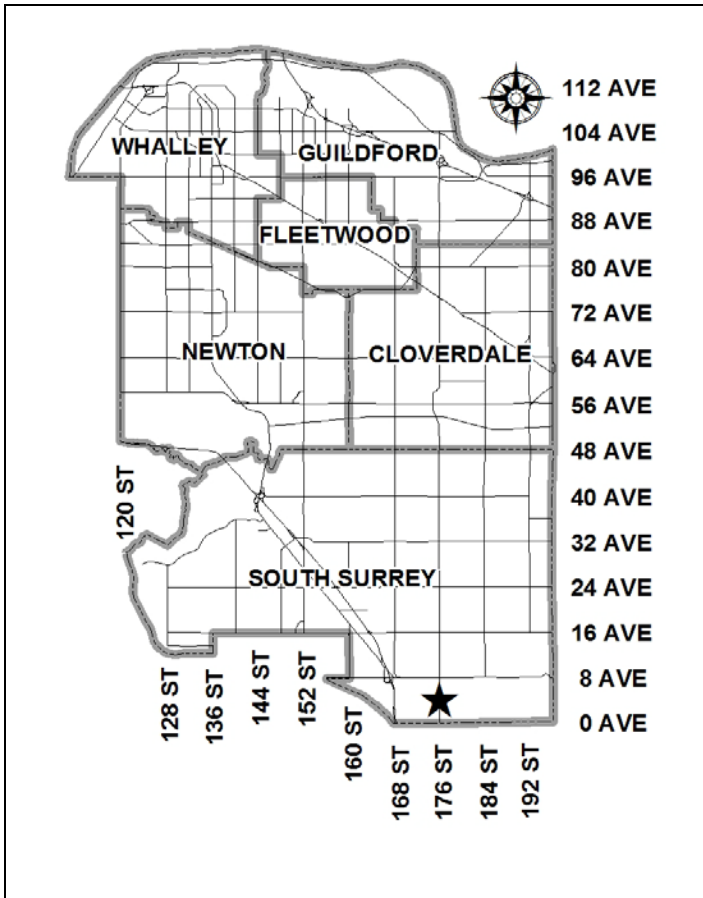 112 AVE
104 AVE
WHALLEY
GUILDFORD
96 AVE
88 AVE
FLEETWOOD
80 AVE
72 AVE
NEWTON
CLOVERDALE
64 AVE
56 AVE
48 AVE
120 ST
40 AVE
32 AVE
SOUTH SURREY
24 AVE
16 AVE
8 AVE
0 AVE
128 ST
136 ST
144 ST
152 ST
160 ST
168 ST
176 ST
184 ST
192 ST